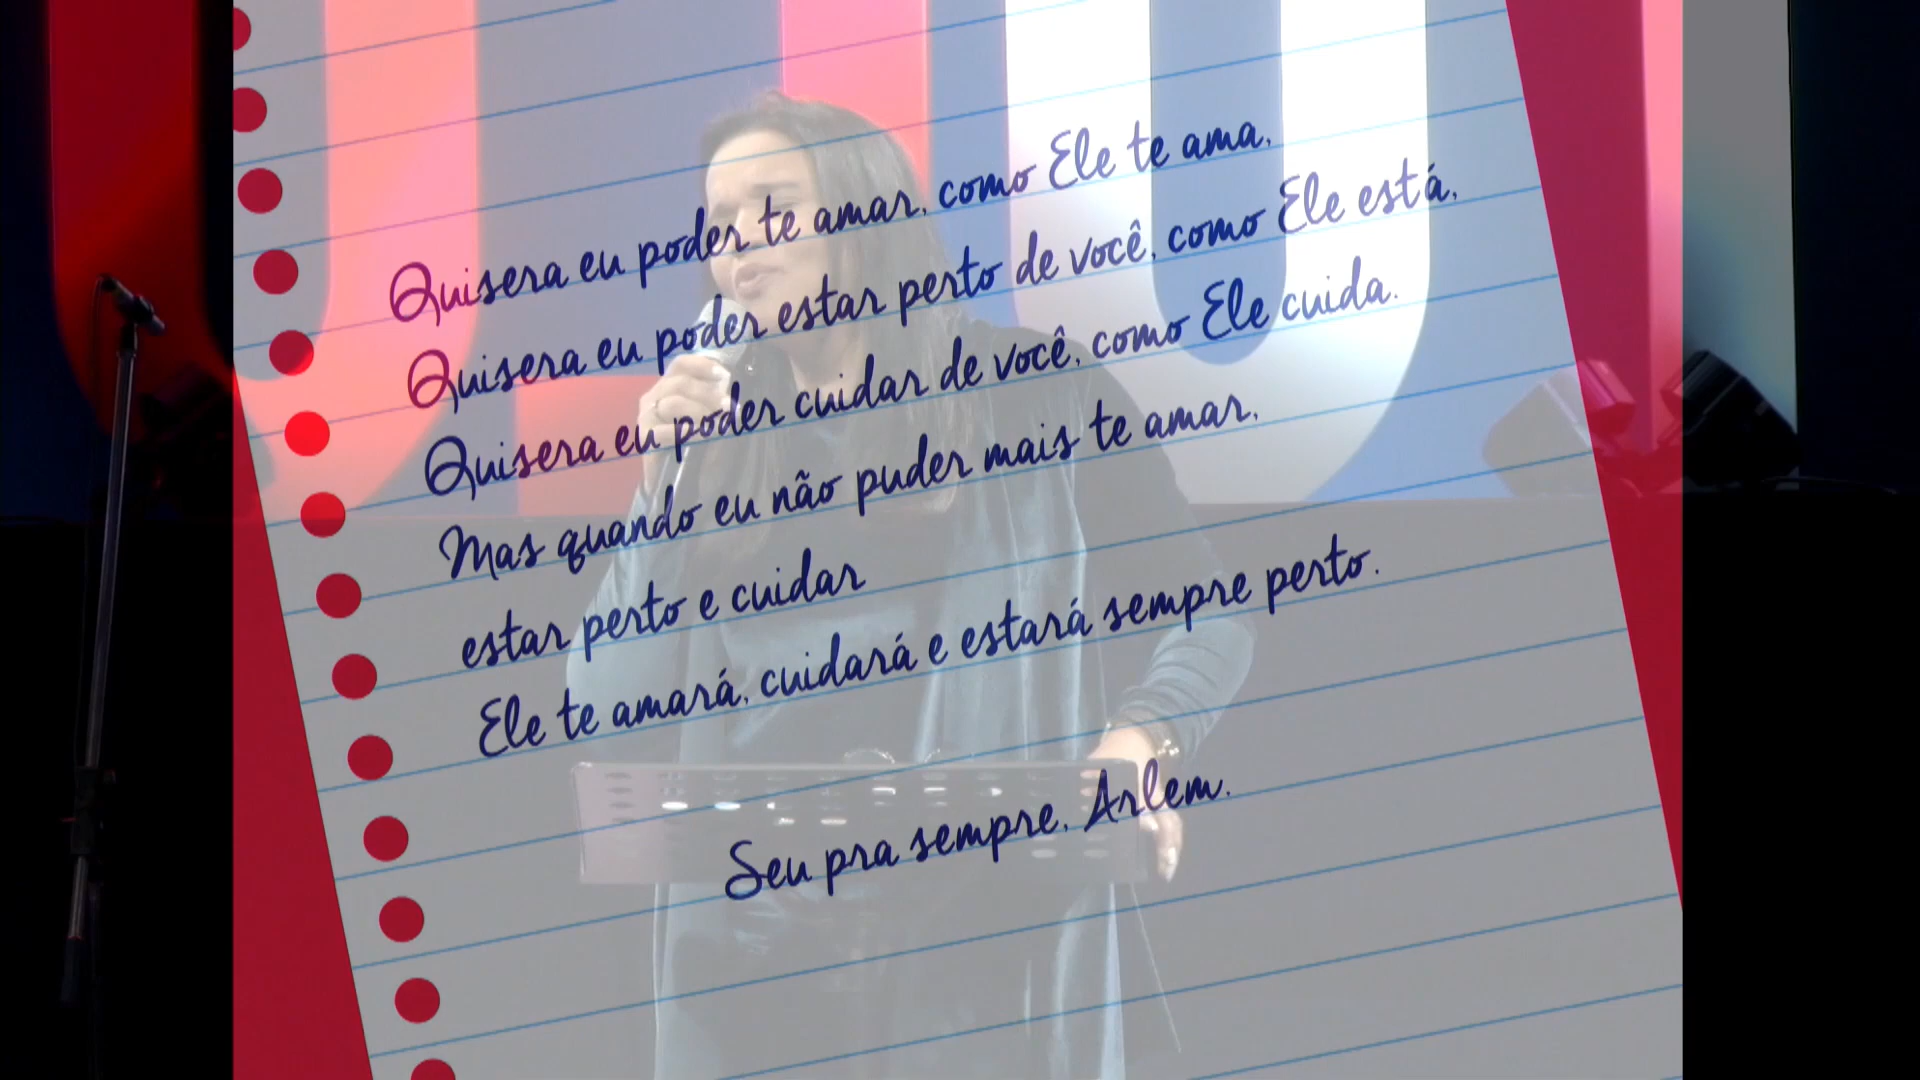 Quisera eu poder te amar, como Ele te ama.
Quisera eu poder estar perto de você, como Ele está.
Quisera eu poder cuidar de você, como Ele cuida.
Mas quando eu não puder mais te amar,
estar perto e cuidar
Ele te amará, cuidará e estará sempre perto.
Seu pra sempre, Arlem.